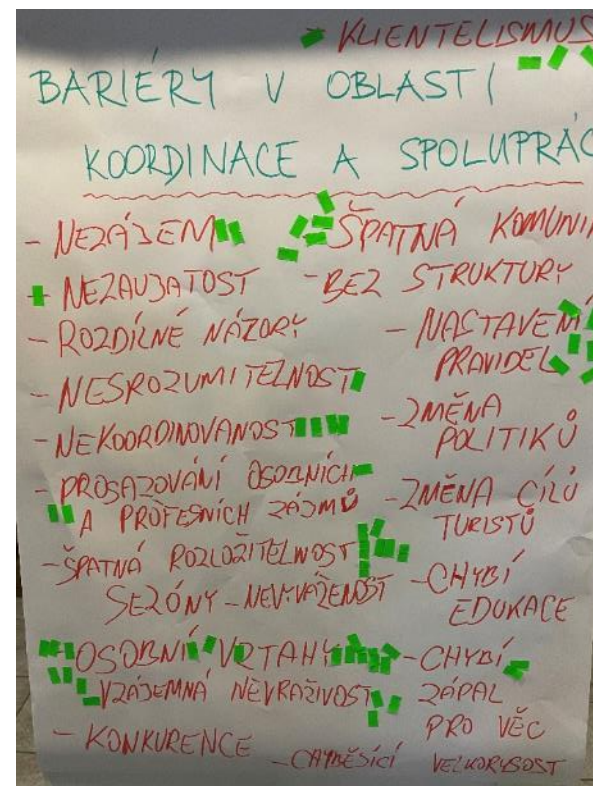 KLIENTELISMUS
BARIÉRY V OBLASTI
KOORDINACE A SPOLUPRÁC
- NEZÁJEM
- NEZAUJATOST
- ROZDÍLNÉ NÁZORY
- NESROZUMITELNOST
- NEKOORDINOVANOST
- PROSAZOVÁNÍ OSOBNÍCH
A PROFESNÍCH ZÁJMŮ
- ŠPATNÁ ROZLOŽITELNOST
SEZÓNY - NEVYVÁŽENOST
- OSOBNÍ VZTAHY
VZÁJEMNÁ NEVRAŽIVOST
- KONKURENCE
ŠPATNÁ KOMUNI
- BEZ STRUKTURY
- NASTAVENÍ
PRAVIDEL
- ZMĚNA
POLITIKŮ
- ZMĚNA CÍLŮ
TURISTŮ
- CHYBÍ
EDUKACE
- CHYBÍ
ZÁPAL
PRO VĚC
- CHYBĚJÍCÍ VELKORYSOST